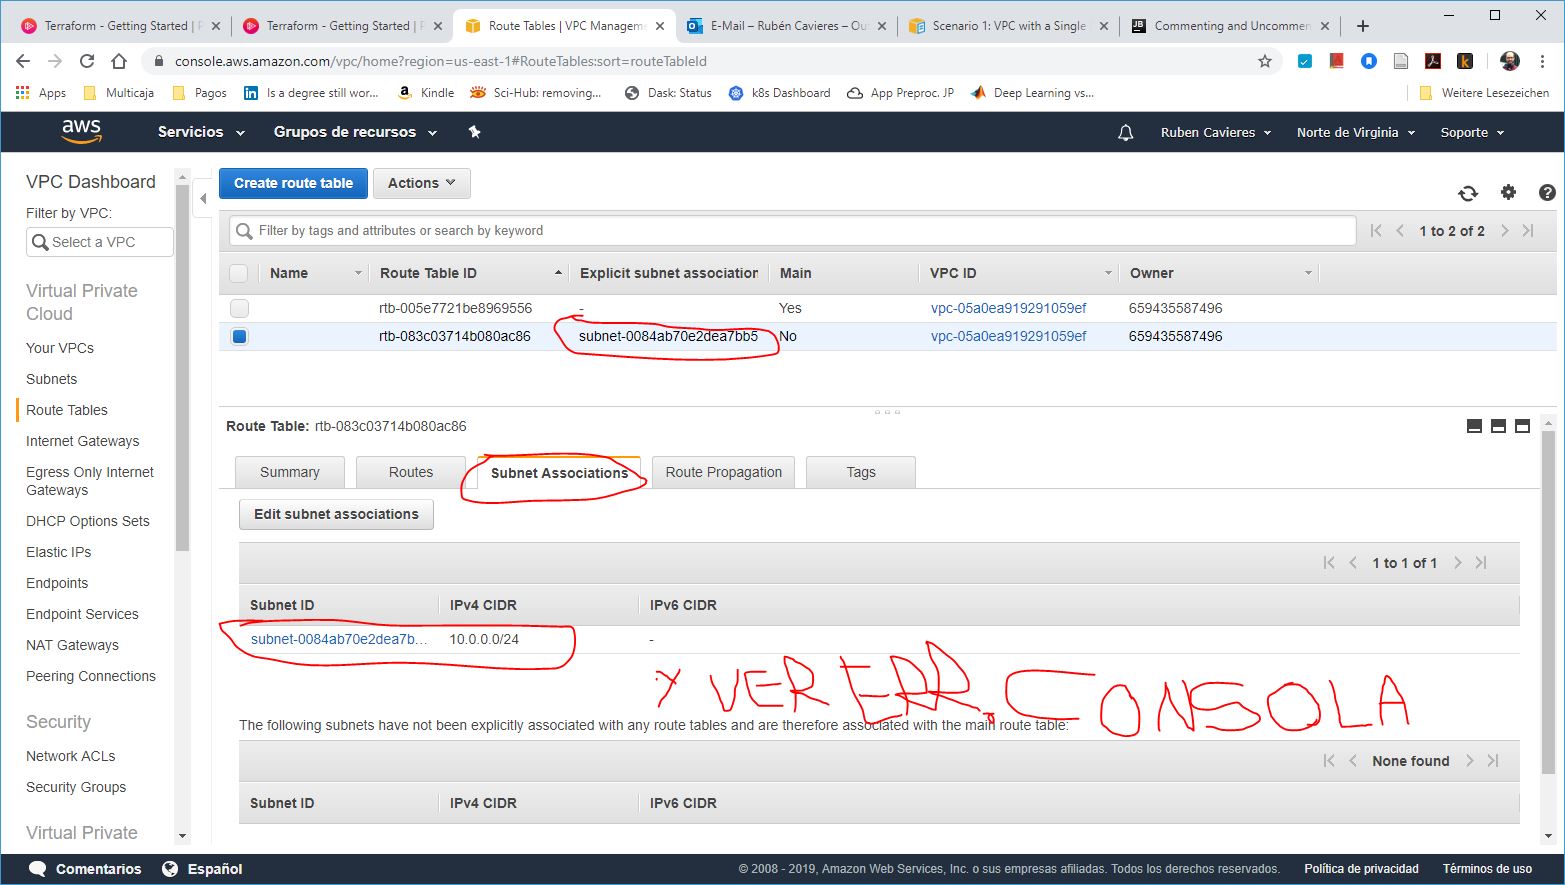 Terraform - Getting Started | P
Terraform - Getting Started | P
Route Tables | VPC Managem
E-Mail – Rubén Cavieres – Out
Scenario 1: VPC with a Single
Commenting and Uncommen
console.aws.amazon.com/vpc/home?region=us-east-1#RouteTables:sort=routeTableId
Apps
Multicaja
Pagos
Is a degree still wor...
Kindle
Sci-Hub: removing...
Dask: Status
k8s Dashboard
App Preproc. JP
Deep Learning vs...
Weitere Lesezeichen
aws
Servicios
Grupos de recursos
Ruben Cavieres
Norte de Virginia
Soporte
VPC Dashboard
Filter by VPC:
Select a VPC
Virtual Private
Cloud
Your VPCs
Subnets
Route Tables
Internet Gateways
Egress Only Internet
Gateways
DHCP Options Sets
Elastic IPs
Endpoints
Endpoint Services
NAT Gateways
Peering Connections
Security
Network ACLs
Security Groups
Virtual Private
Create route table
Actions
Filter by tags and attributes or search by keyword
1 to 2 of 2
Name Route Table ID Explicit subnet association Main VPC ID Owner
rtb-005e7721be8969556 - Yes vpc-05a0ea919291059ef 659435587496
rtb-083c03714b080ac86 subnet-0084ab70e2dea7bb5 No vpc-05a0ea919291059ef 659435587496
Route Table: rtb-083c03714b080ac86
Summary Routes Subnet Associations Route Propagation Tags
Edit subnet associations
1 to 1 of 1
Subnet ID IPv4 CIDR IPv6 CIDR
subnet-0084ab70e2dea7b... 10.0.0.0/24 -
VER CONSOLA
The following subnets have not been explicitly associated with any route tables and are therefore associated with the main route table:
None found
Subnet ID IPv4 CIDR IPv6 CIDR
Comentarios
Español
© 2008 - 2019, Amazon Web Services, Inc. o sus empresas afiliadas. Todos los derechos reservados.
Política de privacidad
Términos de uso